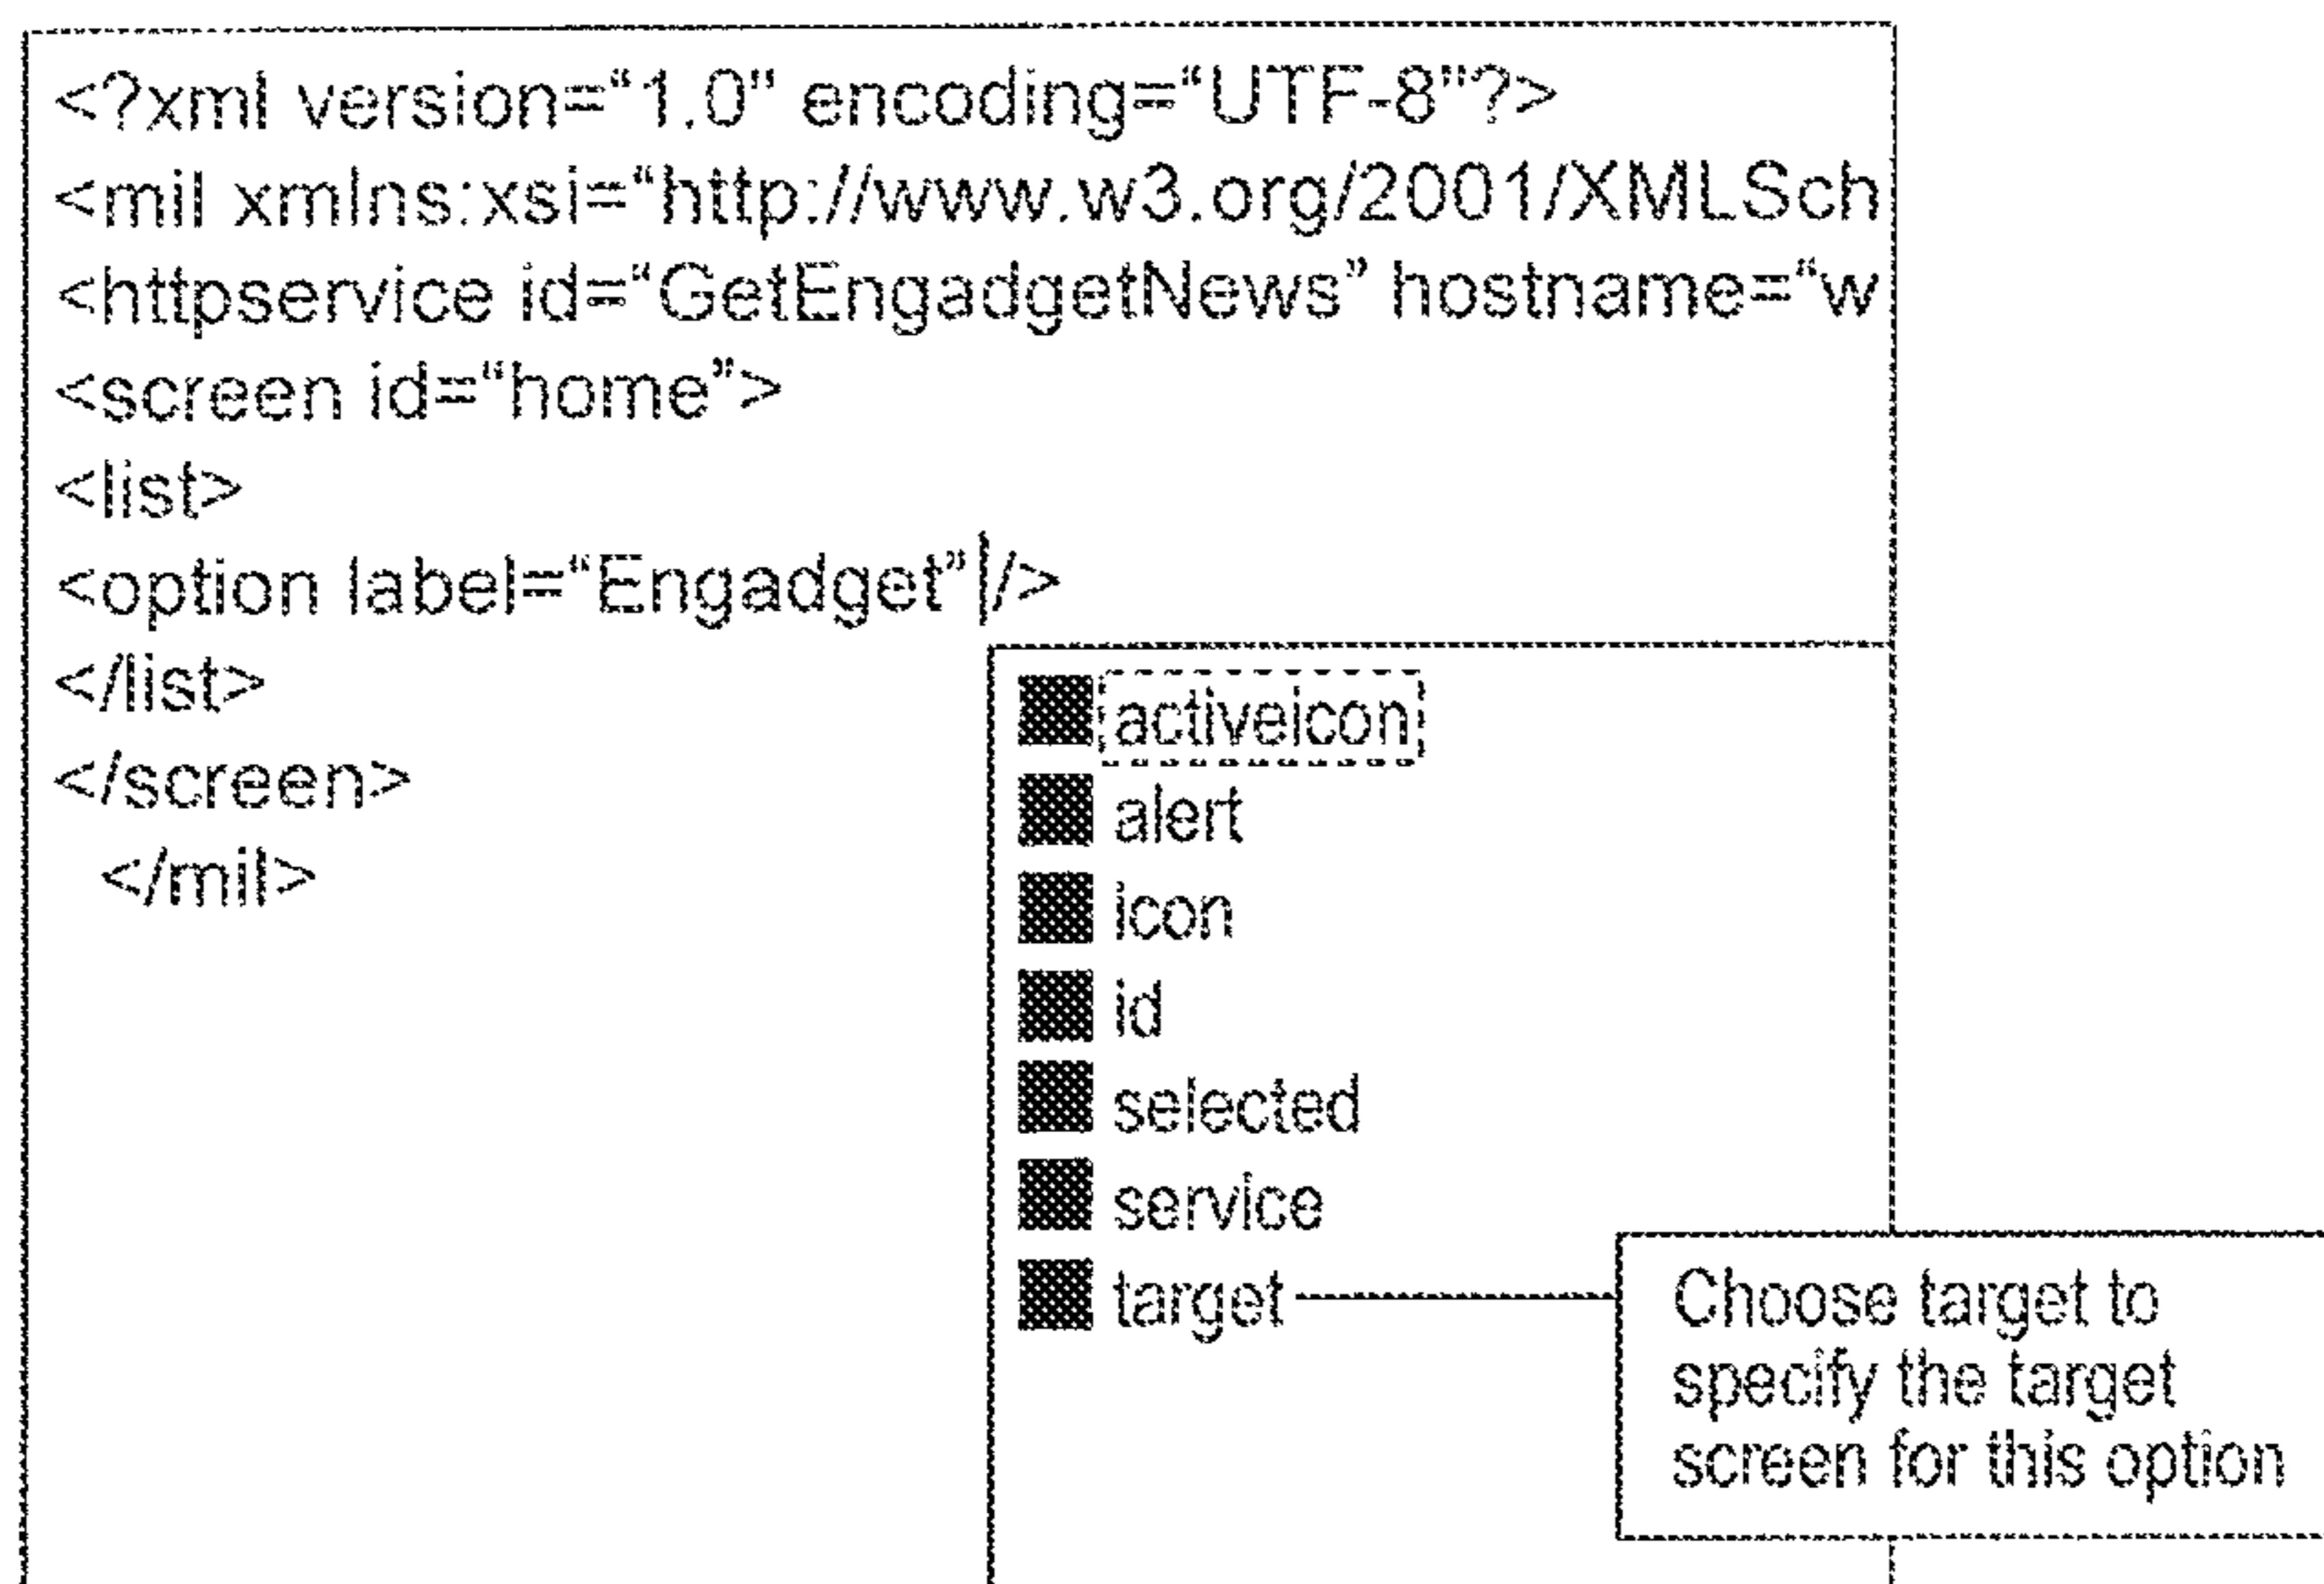 <?xml version=“1.0” encoding=“UTF-8”?>
<mil xmlns:xsi=“http://www.w3.org/2001/XMLSch
<httpservice id=“GetEngadgetNews” hostname=“w
<screen id=“home”>
<list>
<option label=“Engadget” />
</list>
</screen>
</mil>
activeicon
alert
icon
id
selected
service
target
Choose target to
specify the target
screen for this option